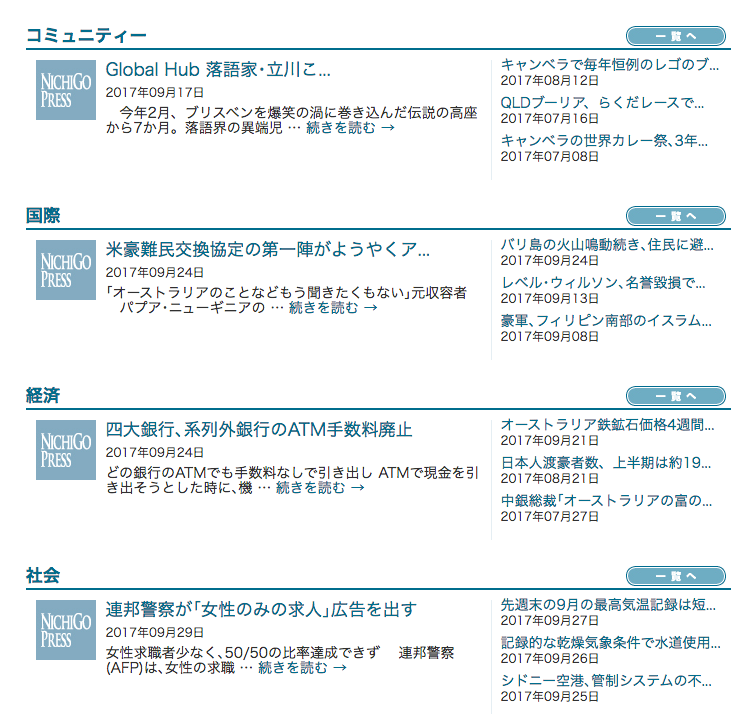 コミュニティー
一 覧 へ
NICHIGO
PRESS
Global Hub 落語家・立川こ...
2017年09月17日
今年2月、ブリスベンを爆笑の渦に巻き込んだ伝説の高座
から7か月。落語界の異端児 … 続きを読む →
キャンベラで毎年恒例のレゴのブ...
2017年08月12日
QLDブーリア、らくだレースで...
2017年07月16日
キャンベラの世界カレー祭、3年...
2017年07月08日
国際
一 覧 へ
NICHIGO
PRESS
米豪難民交換協定の第一陣がようやくア...
2017年09月24日
「オーストラリアのことなどもう聞きたくもない」元収容者
パプア・ニューギニアの … 続きを読む →
バリ島の火山鳴動続き、住民に避...
2017年09月24日
レベル・ウィルソン、名誉毀損で...
2017年09月13日
豪軍、フィリピン南部のイスラム...
2017年09月08日
経済
一 覧 へ
NICHIGO
PRESS
四大銀行、系列外銀行のATM手数料廃止
2017年09月24日
どの銀行のATMでも手数料なしで引き出し ATMで現金を引
き出そうとした時に、機 … 続きを読む →
オーストラリア鉄鉱石価格4週間...
2017年09月21日
日本人渡豪者数、上半期は約19...
2017年08月21日
中銀総裁「オーストラリアの富の...
2017年07月27日
社会
一 覧 へ
NICHIGO
PRESS
連邦警察が「女性のみの求人」広告を出す
2017年09月29日
女性求職者少なく、50/50の比率達成できず 連邦警察
(AFP)は、女性の求職 … 続きを読む →
先週末の9月の最高気温記録は短...
2017年09月27日
記録的な乾燥気象条件で水道使用...
2017年09月26日
シドニー空港、管制システムの不...
2017年09月25日